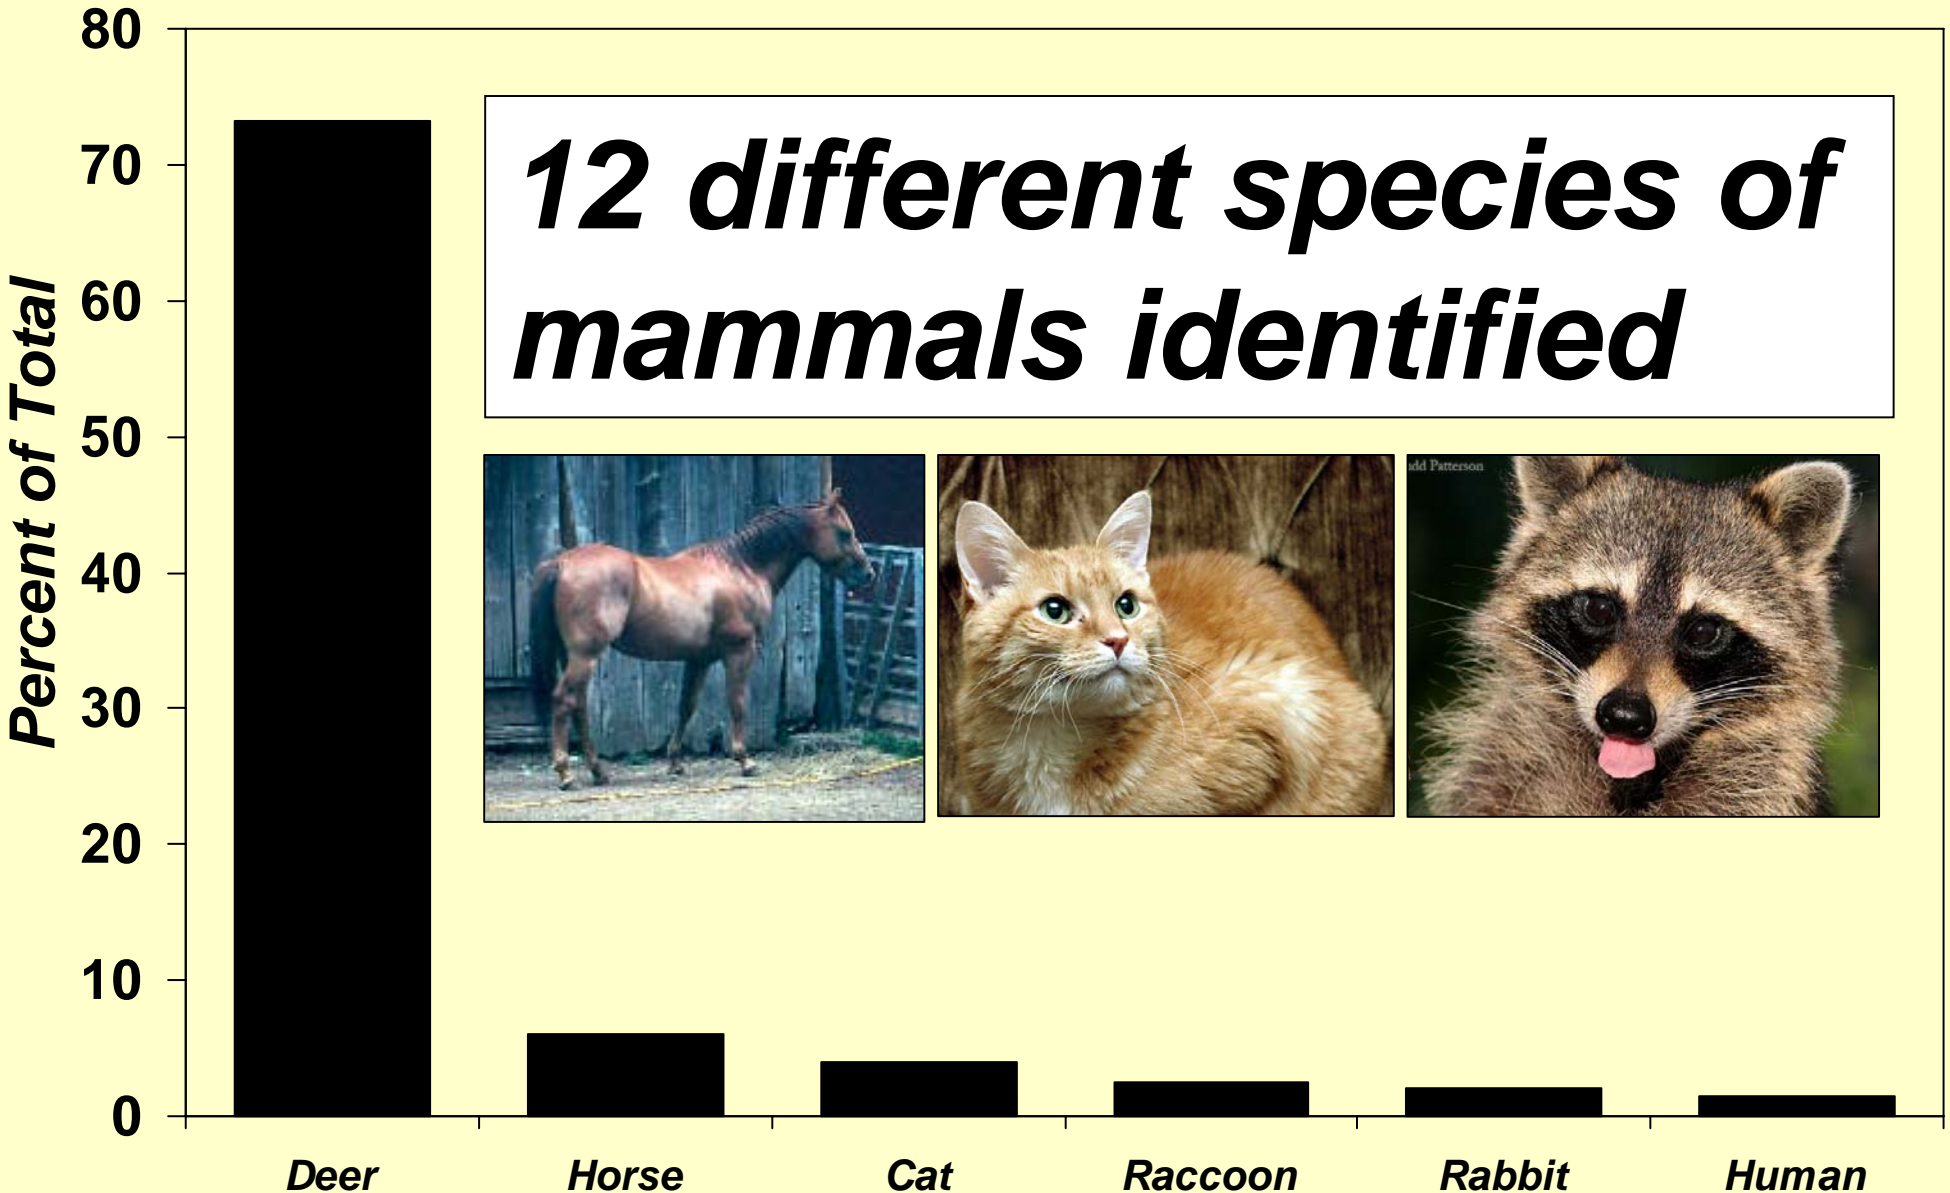 80
70
60
50
40
30
20
10
0
Percent of Total
12 different species of
mammals identified
Patterson
Deer Horse Cat Raccoon Rabbit Human